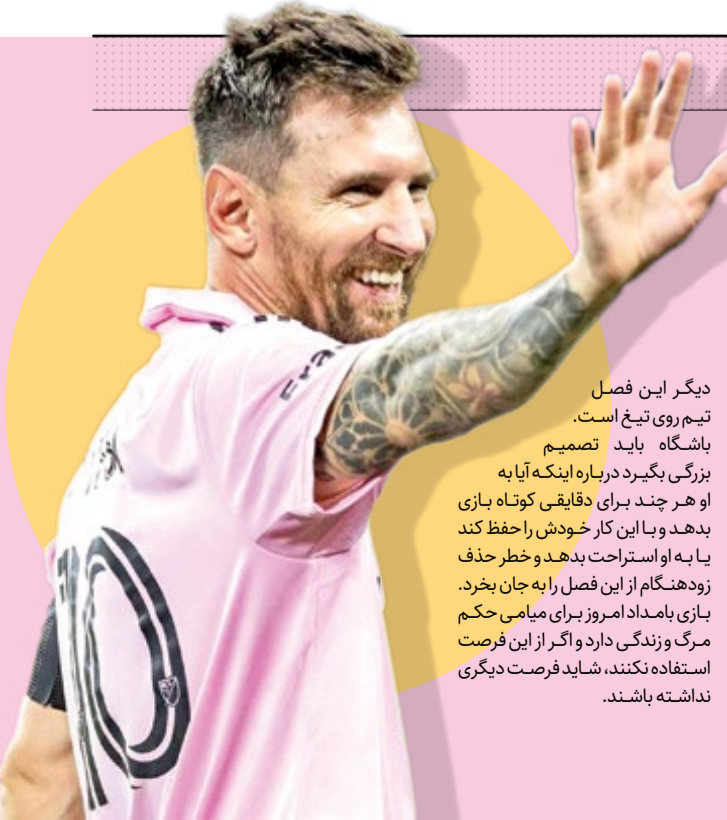 دیگر این فصل
تیم روی تیغ است.
باشگاه باید تصمیم
بزرگی بگیرد درباره اینکه آیا به
او هر چند برای دقایقی کوتاه بازی
بدهد و با این کار خودش را حفظ کند
یا به او استراحت بدهد و خطر حذف
زودهنگام از این فصل را به جان بخرد.
بازی بامداد امروز برای میامی حکم
مرگ و زندگی دارد و اگر از این فرصت
استفاده نکنند، شاید فرصت دیگری
نداشته باشند.
10